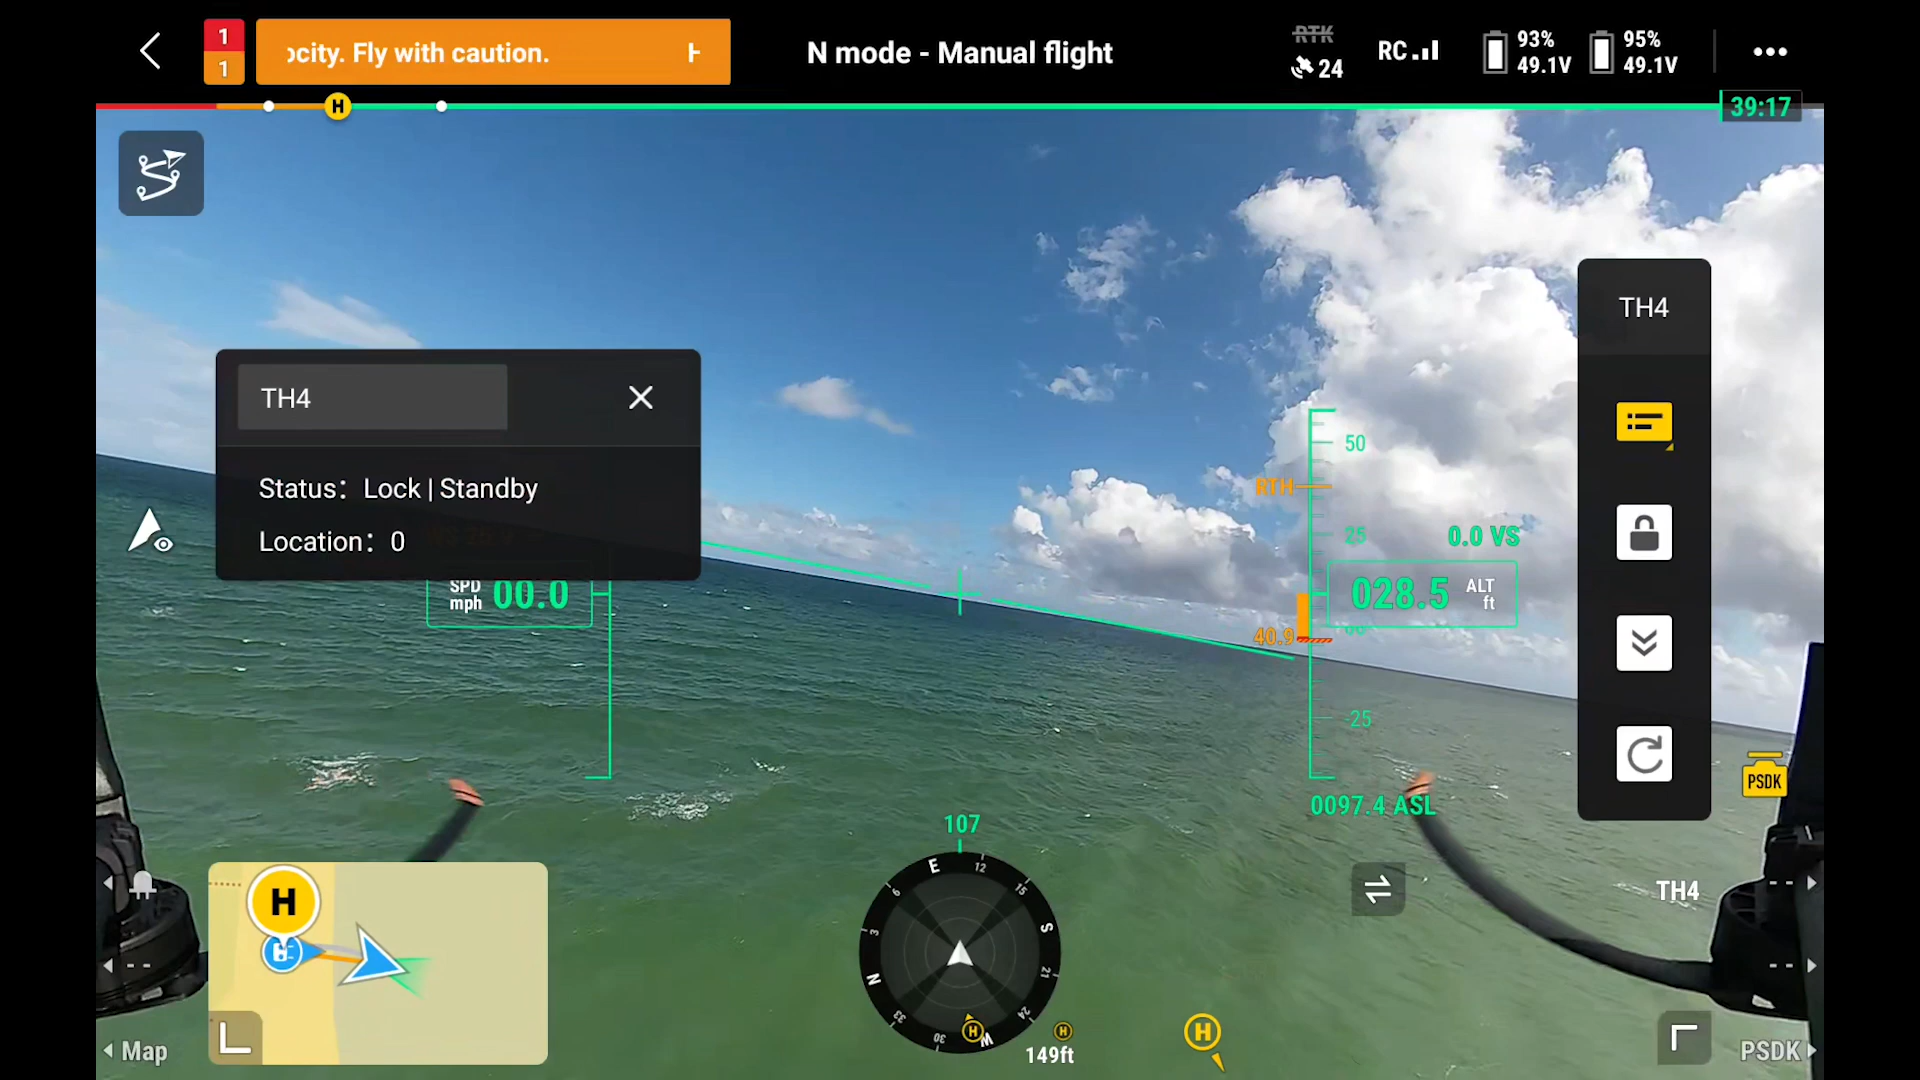 1
1
ocity. Fly with caution.
N mode - Manual flight
RTK
24
RC
93%
49.1V
95%
49.1V
H
39:17
TH4
Status: Lock | Standby
Location: 0
TH4
50
RTH
25
0.0 VS
SPD
mph
00.0
028.5
ALT
ft
40.9
-25
0097.4 ASL
PSDK
107
E
12
15
S
21
24
W
30
33
N
3
6
H
H
149ft
H
H
TH4
Map
PSDK